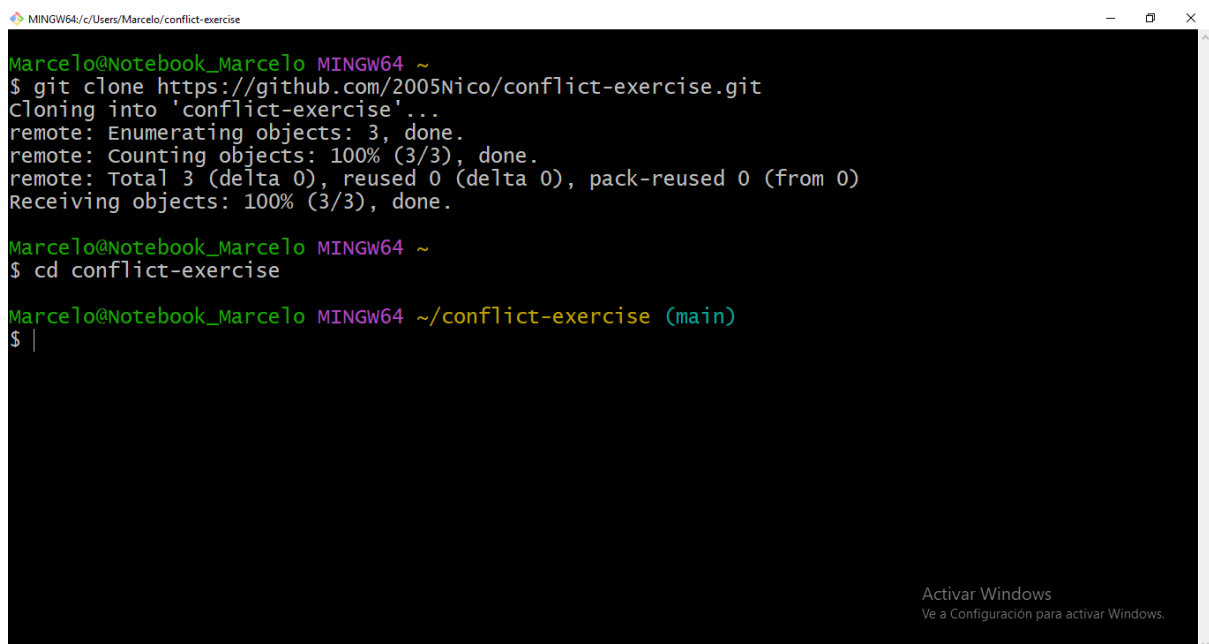 MINGW64:/c/Users/Marcelo/conflict-exercise
Marcelo@Notebook_Marcelo MINGW64 ~
$ git clone https://github.com/2005Nico/conflict-exercise.git
Cloning into 'conflict-exercise'...
remote: Enumerating objects: 3, done.
remote: Counting objects: 100% (3/3), done.
remote: Total 3 (delta 0), reused 0 (delta 0), pack-reused 0 (from 0)
Receiving objects: 100% (3/3), done.
Marcelo@Notebook_Marcelo MINGW64 ~
$ cd conflict-exercise
Marcelo@Notebook_Marcelo MINGW64 ~/conflict-exercise (main)
$
Activar Windows
Ve a Configuración para activar Windows.